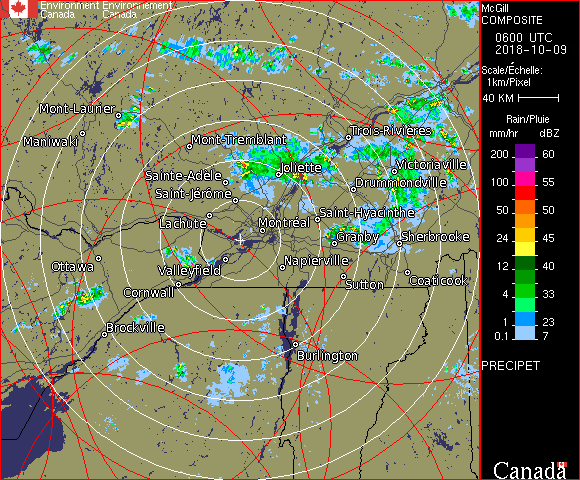 Environment Environnement
Canada Canada
McGill
COMPOSITE
0600 UTC
2018-10-09
Scale/Échelle:
1km/Pixel
40 KM
Rain/Pluie
mm/hr dBZ
200 60
100 55
50 50
24 45
12 40
4 33
1 23
0.1 7
PRECIPET
Canada
Mont-Laurier
Maniwaki
Mont-Tremblant
Trois-Rivières
Victoriaville
Sainte-Adèle
Joliette
Drummondville
Saint-Jérôme
Lachute
Montréal
Saint-Hyacinthe
Granby
Sherbrooke
Ottawa
Valleyfield
Napierville
Sutton
Coaticook
Cornwall
Brockville
Burlington